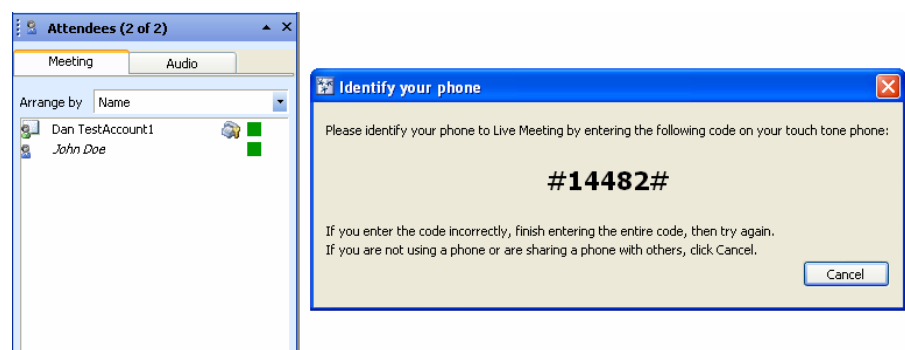 Attendees (2 of 2)
Meeting
Audio
Arrange by
Name
Dan TestAccount1
John Doe
Identify your phone
Please identify your phone to Live Meeting by entering the following code on your touch tone phone:
#14482#
If you enter the code incorrectly, finish entering the entire code, then try again.
If you are not using a phone or are sharing a phone with others, click Cancel.
Cancel